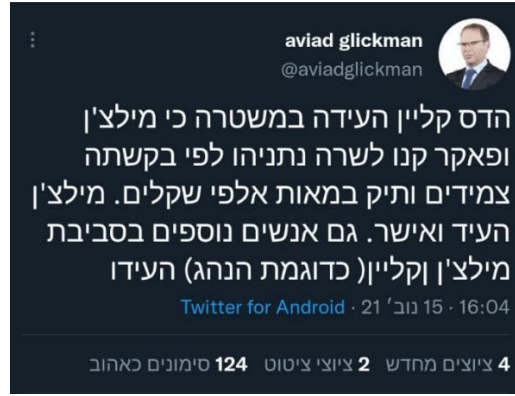 aviad glickman
@aviadglickman
הדס קליין העידה במשטרה כי מילצ'ן
ופאקר קנו לשרה נתניהו לפי בקשתה
צמידים ותיק במאות אלפי שקלים. מילצ'ן
העיד ואישר. גם אנשים נוספים בסביבת
מילצ'ן וקליין( כדוגמת הנהג) העידו
16:04 · 15 נוב׳ 21 · Twitter for Android
4 ציוצים מחדש 2 ציוצי ציטוט 124 סימונים כאהוב